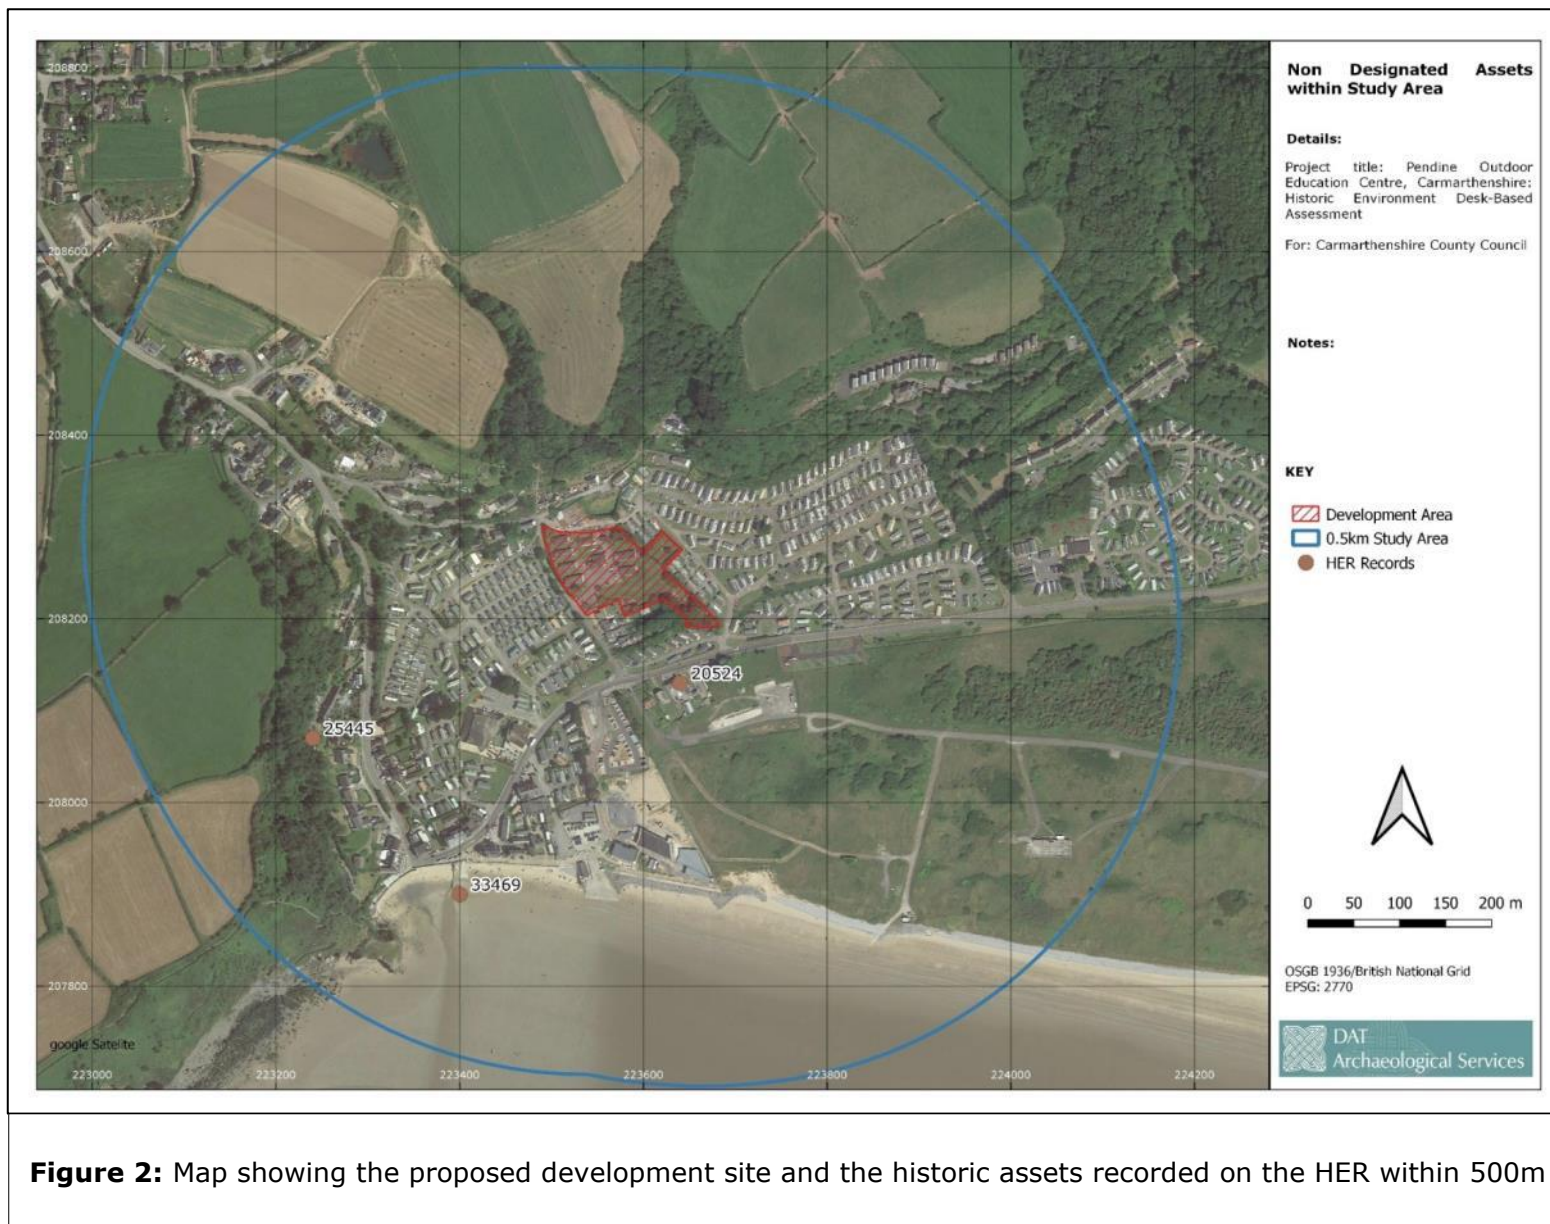 Non Designated Assets
within Study Area
Details:
Project title: Pendine Outdoor
Education Centre, Carmarthenshire:
Historic Environment Desk-Based
Assessment
For: Carmarthenshire County Council
Notes:
KEY
Development Area
0.5km Study Area
HER Records
0 50 100 150 200 m
OSGB 1936/British National Grid
EPSG: 2770
DAT
Archaeological Services
208800
208600
208400
208200
20524
25445
208000
33469
207800
google Satelite
223000 223200 223400 223600 223800 224000 224200
Figure 2: Map showing the proposed development site and the historic assets recorded on the HER within 500m